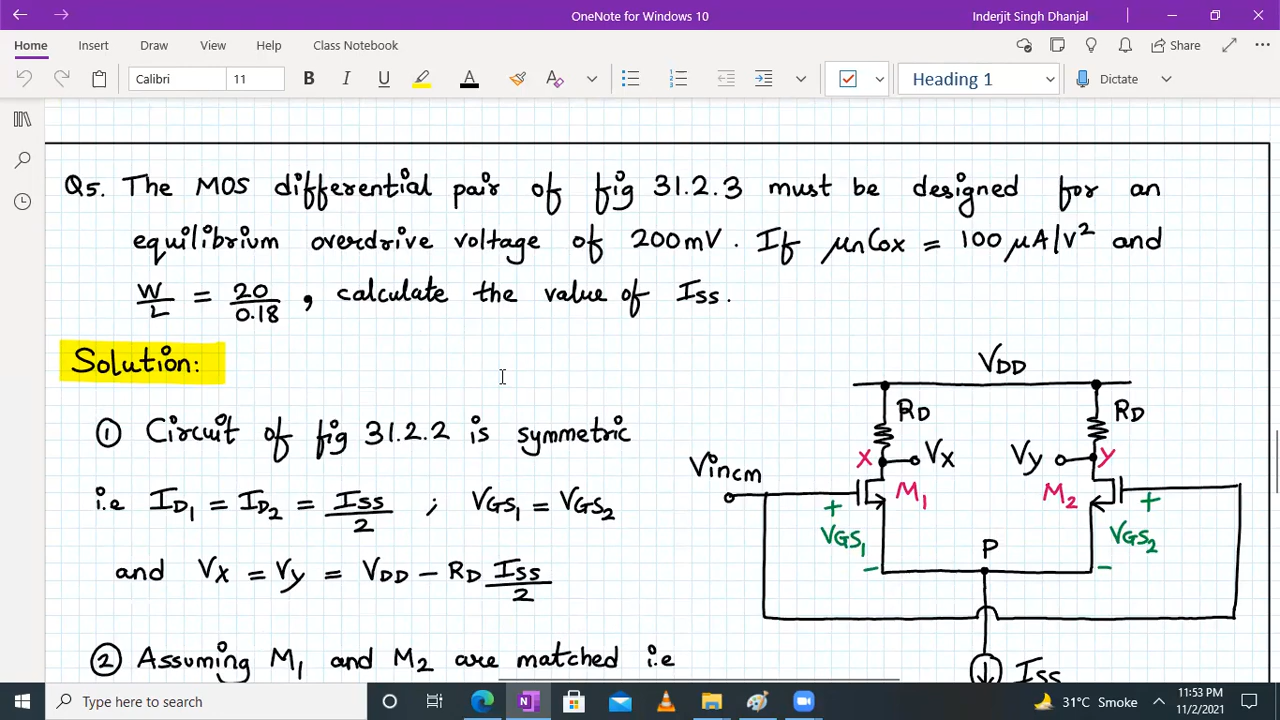 OneNote for Windows 10
Inderjit Singh Dhanjal
Home Insert Draw View Help Class Notebook
Share
Calibri 11 B I U A A Heading 1 Dictate
Q5. The MOS differential pair of fig 31.2.3 must be designed for an
equilibrium overdrive voltage of 200mV. If μnCox = 100 μA/V² and
W/L = 20/0.18, calculate the value of Iss.
Solution:
① Circuit of fig 31.2.2 is symmetric
i.e ID1 = ID2 = Iss/2 ; VGS1 = VGS2
and Vx = Vy = VDD - RD Iss/2
② Assuming M1 and M2 are matched i.e
VDD
RD RD
X Vx Vy Y
Vincm
M1 M2
+ VGS1 -
+ VGS2 -
P
Iss
Type here to search
31°C Smoke
11:53 PM
11/2/2021